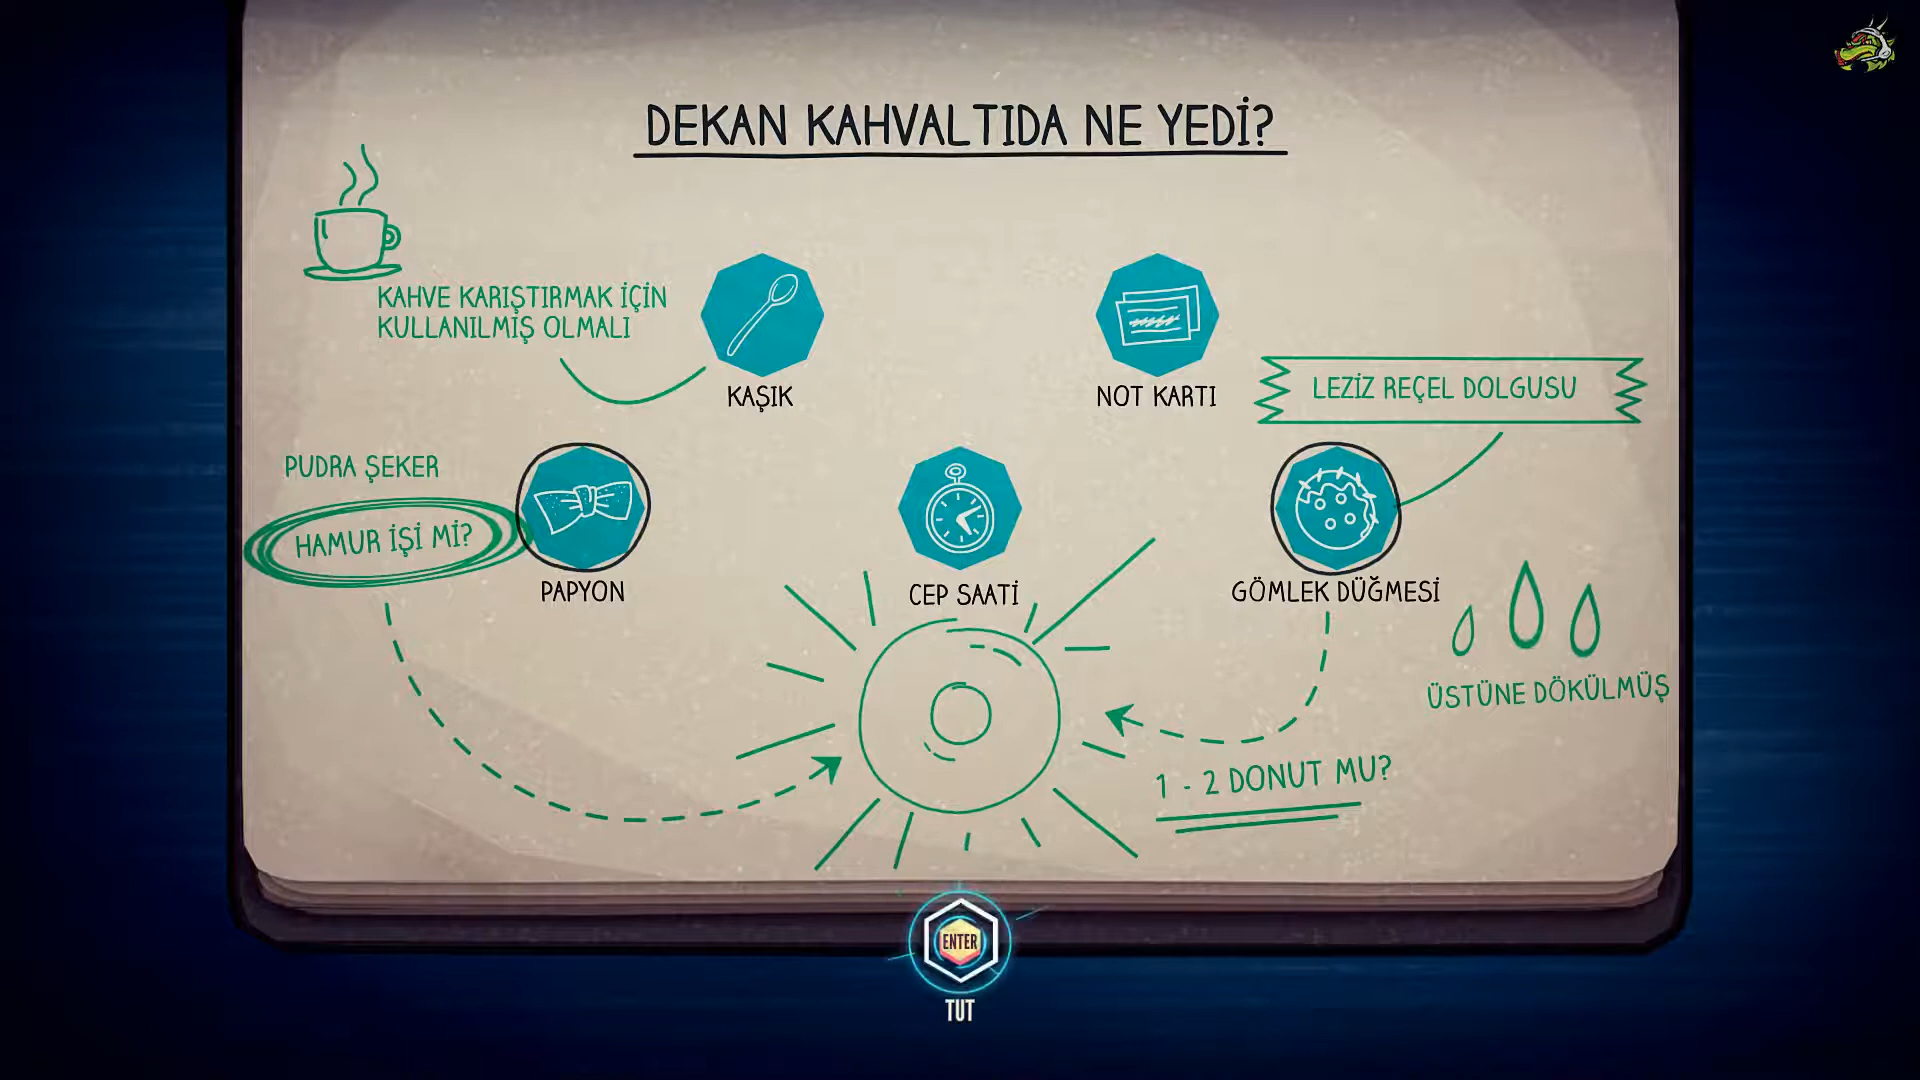 DEKAN KAHVALTIDA NE YEDİ?
KAHVE KARIŞTIRMAK İÇİN
KULLANILMIŞ OLMALI
KAŞIK
NOT KARTI
LEZİZ REÇEL DOLGUSU
PUDRA ŞEKER
HAMUR İŞİ Mİ?
PAPYON
CEP SAATİ
GÖMLEK DÜĞMESİ
ÜSTÜNE DÖKÜLMÜŞ
1 - 2 DONUT MU?
ENTER
TUT